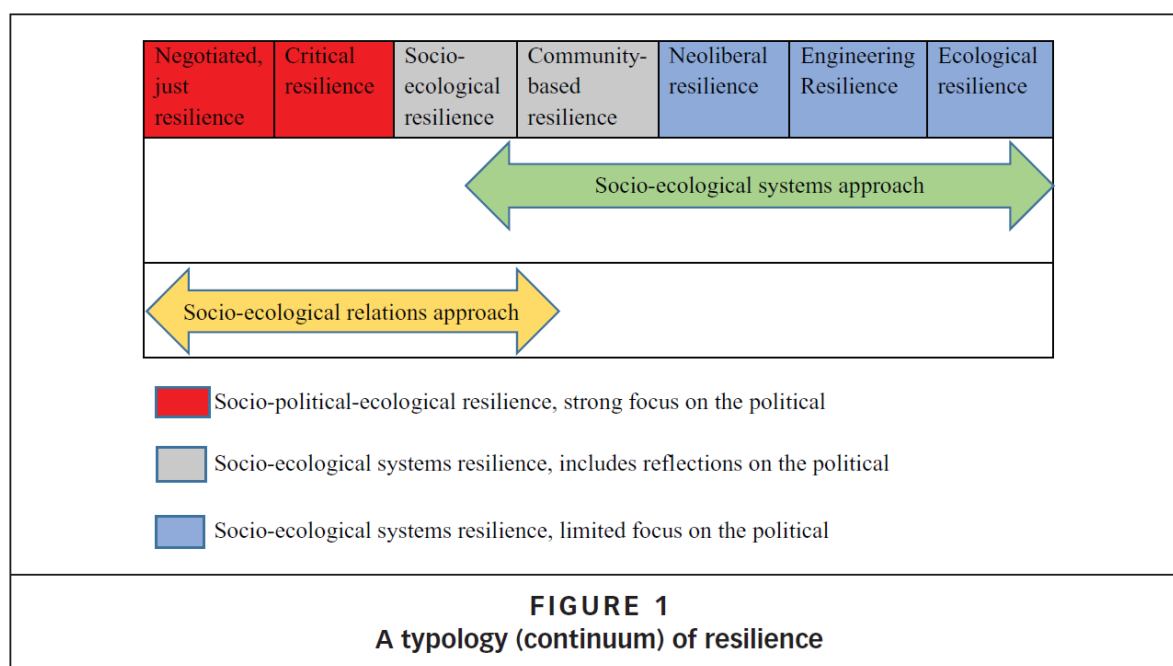 Negotiated,
just
resilience
Critical
resilience
Socio-
ecological
resilience
Community-
based
resilience
Neoliberal
resilience
Engineering
Resilience
Ecological
resilience
Socio-ecological systems approach
Socio-ecological relations approach
Socio-political-ecological resilience, strong focus on the political
Socio-ecological systems resilience, includes reflections on the political
Socio-ecological systems resilience, limited focus on the political
FIGURE 1
A typology (continuum) of resilience